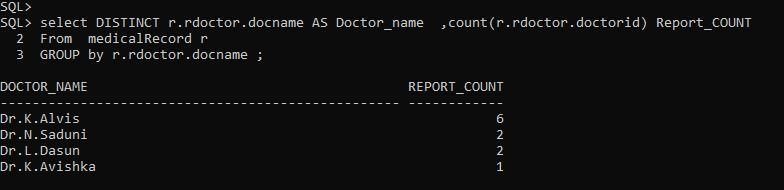 SQL>
SQL> select DISTINCT r.rdoctor.docname AS Doctor_name  ,count(r.rdoctor.doctorid) Report_COUNT
  2  From  medicalRecord r
  3  GROUP by r.rdoctor.docname ;
DOCTOR_NAME                                        REPORT_COUNT
-------------------------------------------------- ------------
Dr.K.Alvis                                                    6
Dr.N.Saduni                                                   2
Dr.L.Dasun                                                    2
Dr.K.Avishka                                                  1